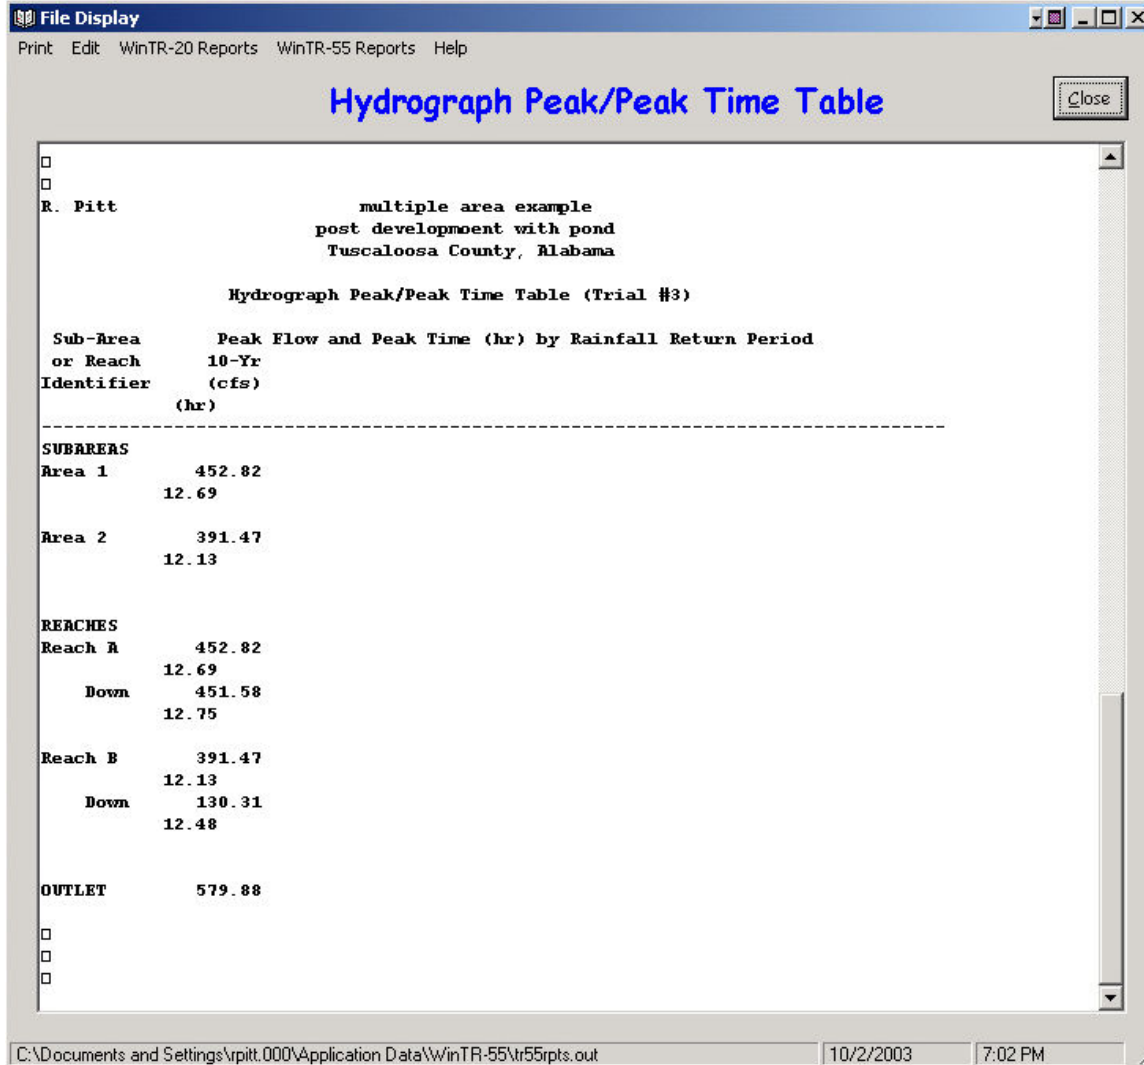 File Display
Print Edit WinTR-20 Reports WinTR-55 Reports Help
Hydrograph Peak/Peak Time Table
Close
R. Pitt multiple area example
post development with pond
Tuscaloosa County, Alabama
Hydrograph Peak/Peak Time Table (Trial #3)
Sub-Area Peak Flow and Peak Time (hr) by Rainfall Return Period
or Reach 10-Yr
Identifier (cfs)
(hr)
--------------------------------------------------------------------------------
SUBAREAS
Area 1 452.82
12.69
Area 2 391.47
12.13
REACHES
Reach A 452.82
12.69
Down 451.58
12.75
Reach B 391.47
12.13
Down 130.31
12.48
OUTLET 579.88
C:\Documents and Settings\rpitt.000\Application Data\WinTR-55\tr55rpts.out 10/2/2003 7:02 PM